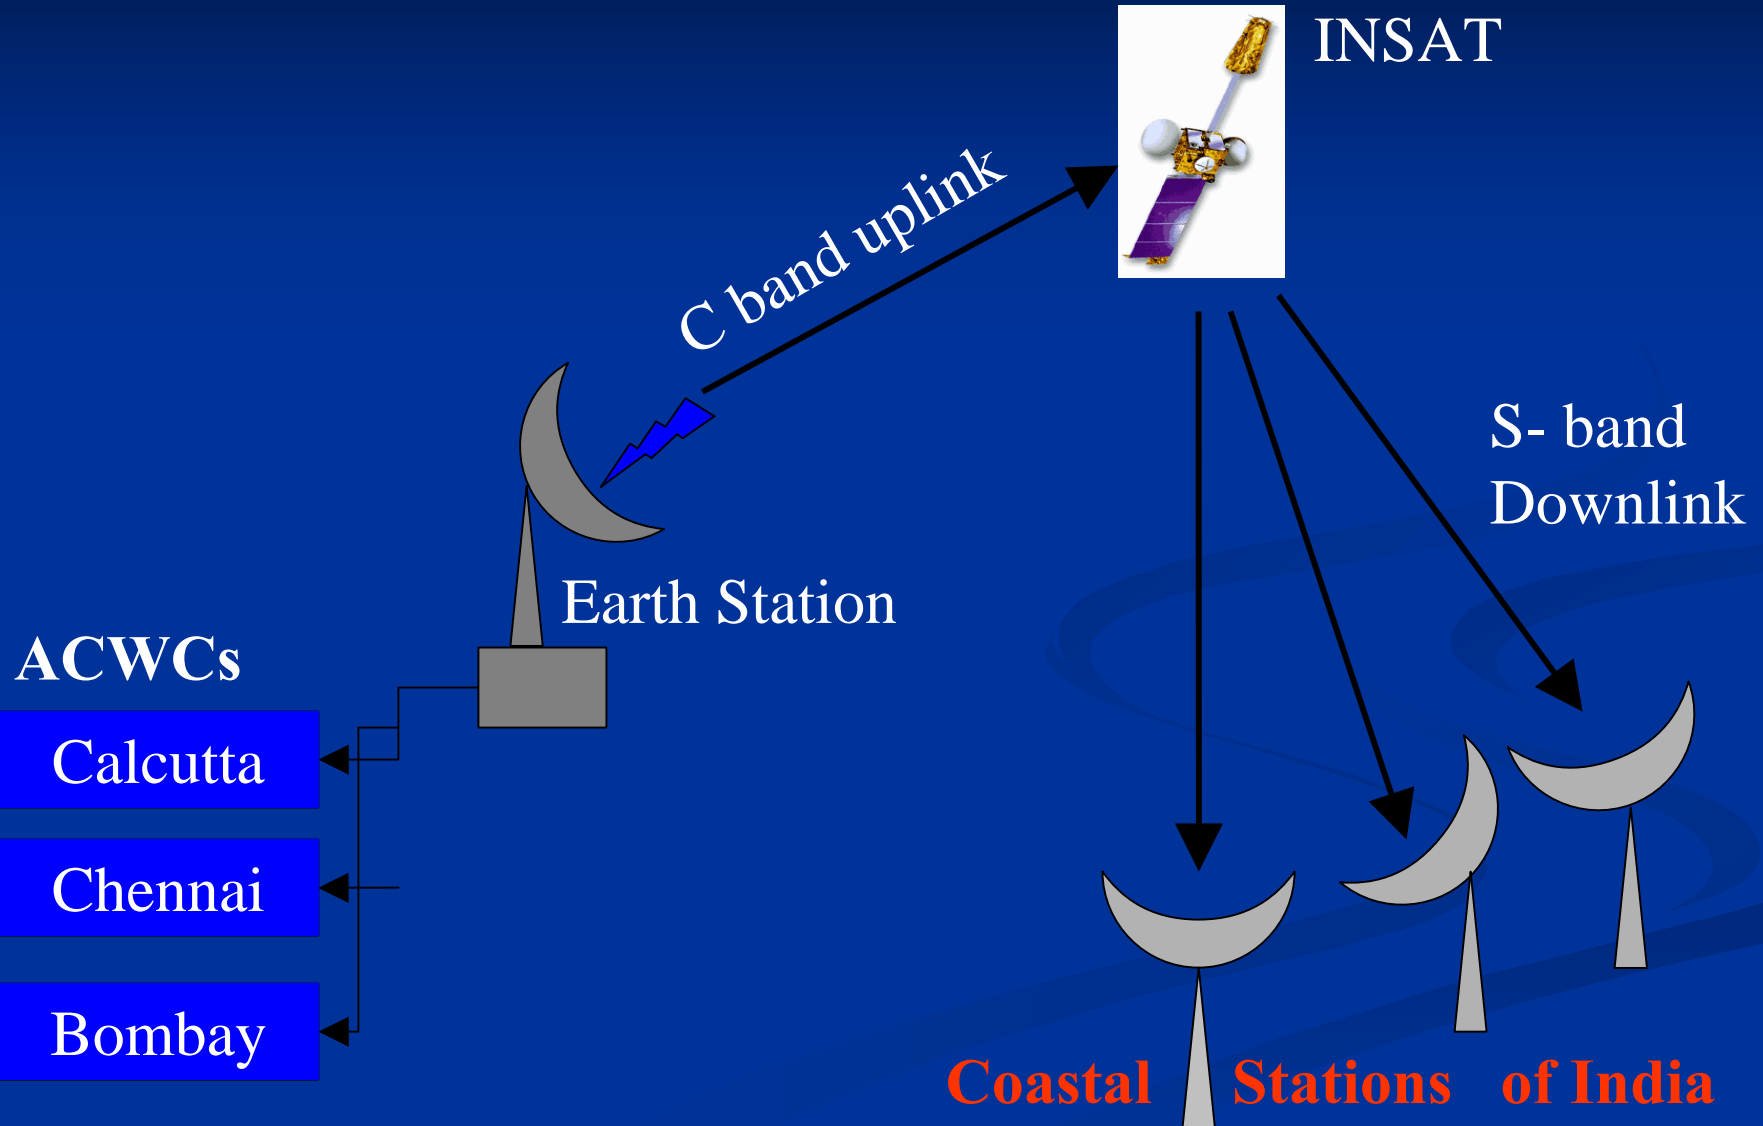 INSAT
C band uplink
S- band
Downlink
Earth Station
ACWCs
Calcutta
Chennai
Bombay
Coastal Stations of India